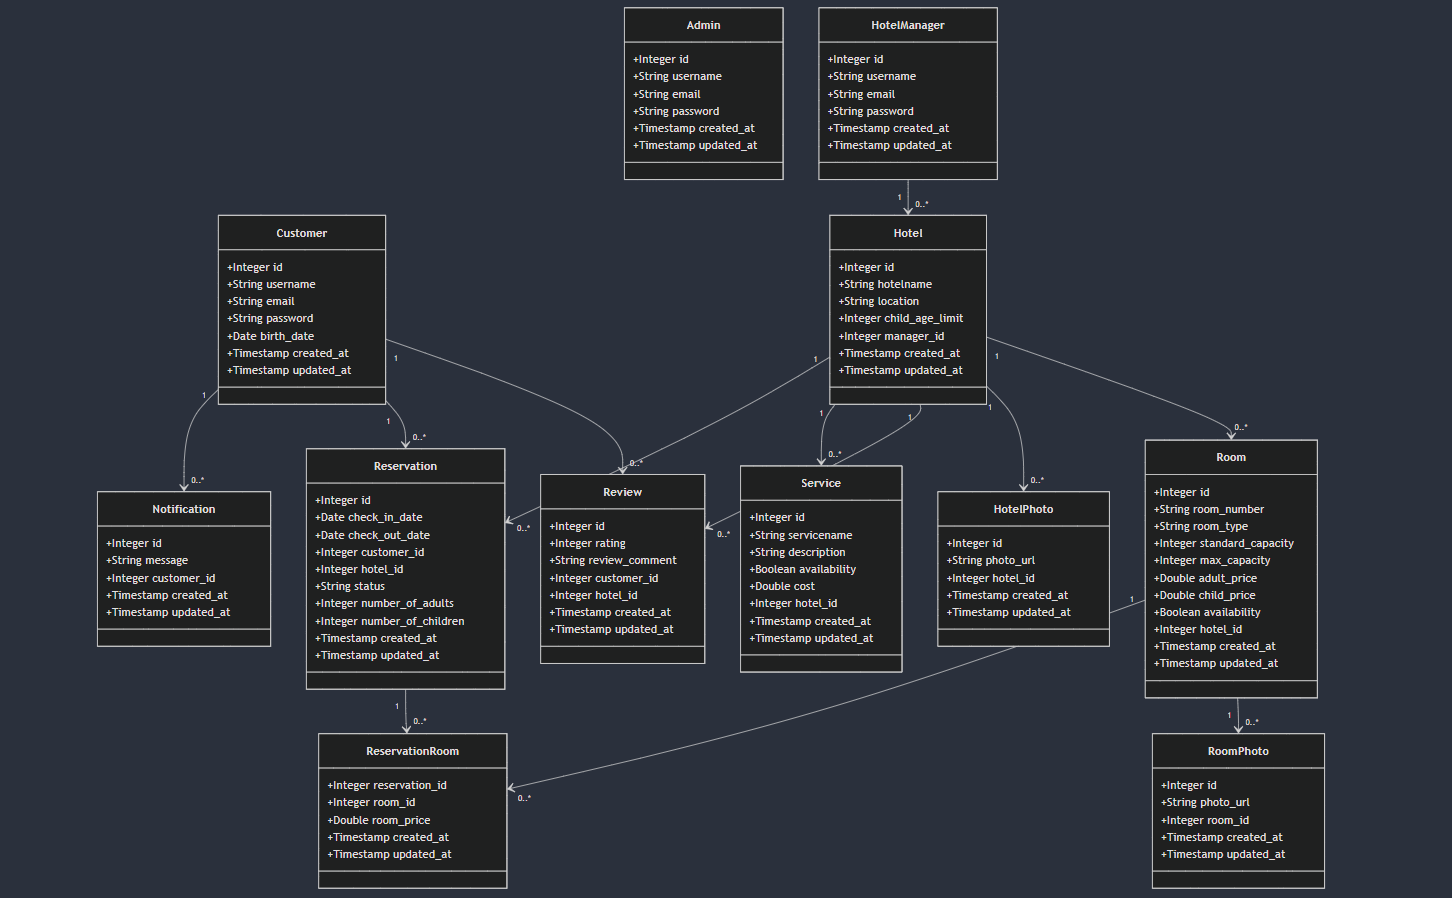 Admin
+Integer id
+String username
+String email
+String password
+Timestamp created_at
+Timestamp updated_at
HotelManager
+Integer id
+String username
+String email
+String password
+Timestamp created_at
+Timestamp updated_at
1
0..*
Customer
+Integer id
+String username
+String email
+String password
+Date birth_date
+Timestamp created_at
+Timestamp updated_at
Hotel
+Integer id
+String hotelname
+String location
+Integer child_age_limit
+Integer manager_id
+Timestamp created_at
+Timestamp updated_at
1
1
1
1
1
1
1
1
0..*
0..*
0..*
0..*
0..*
0..*
0..*
0..*
Notification
+Integer id
+String message
+Integer customer_id
+Timestamp created_at
+Timestamp updated_at
Reservation
+Integer id
+Date check_in_date
+Date check_out_date
+Integer customer_id
+Integer hotel_id
+String status
+Integer number_of_adults
+Integer number_of_children
+Timestamp created_at
+Timestamp updated_at
Review
+Integer id
+Integer rating
+String review_comment
+Integer customer_id
+Integer hotel_id
+Timestamp created_at
+Timestamp updated_at
Service
+Integer id
+String servicename
+String description
+Boolean availability
+Double cost
+Integer hotel_id
+Timestamp created_at
+Timestamp updated_at
HotelPhoto
+Integer id
+String photo_url
+Integer hotel_id
+Timestamp created_at
+Timestamp updated_at
Room
+Integer id
+String room_number
+String room_type
+Integer standard_capacity
+Integer max_capacity
+Double adult_price
+Double child_price
+Boolean availability
+Integer hotel_id
+Timestamp created_at
+Timestamp updated_at
1
1
0..*
1
0..*
0..*
ReservationRoom
+Integer reservation_id
+Integer room_id
+Double room_price
+Timestamp created_at
+Timestamp updated_at
RoomPhoto
+Integer id
+String photo_url
+Integer room_id
+Timestamp created_at
+Timestamp updated_at